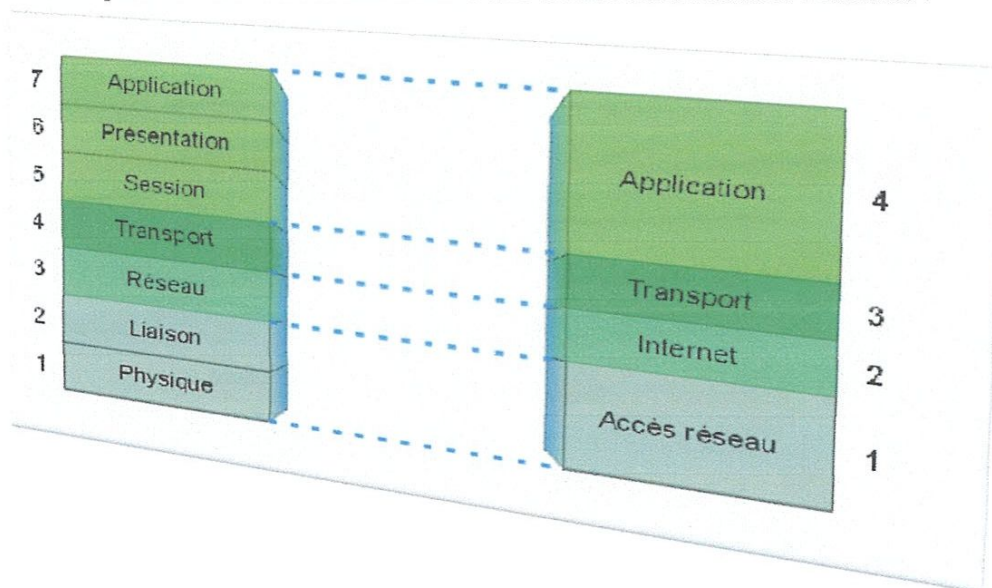 7 Application
6 Présentation
5 Session
4 Transport
3 Réseau
2 Liaison
1 Physique
Application 4
Transport 3
Internet 2
Accès réseau 1